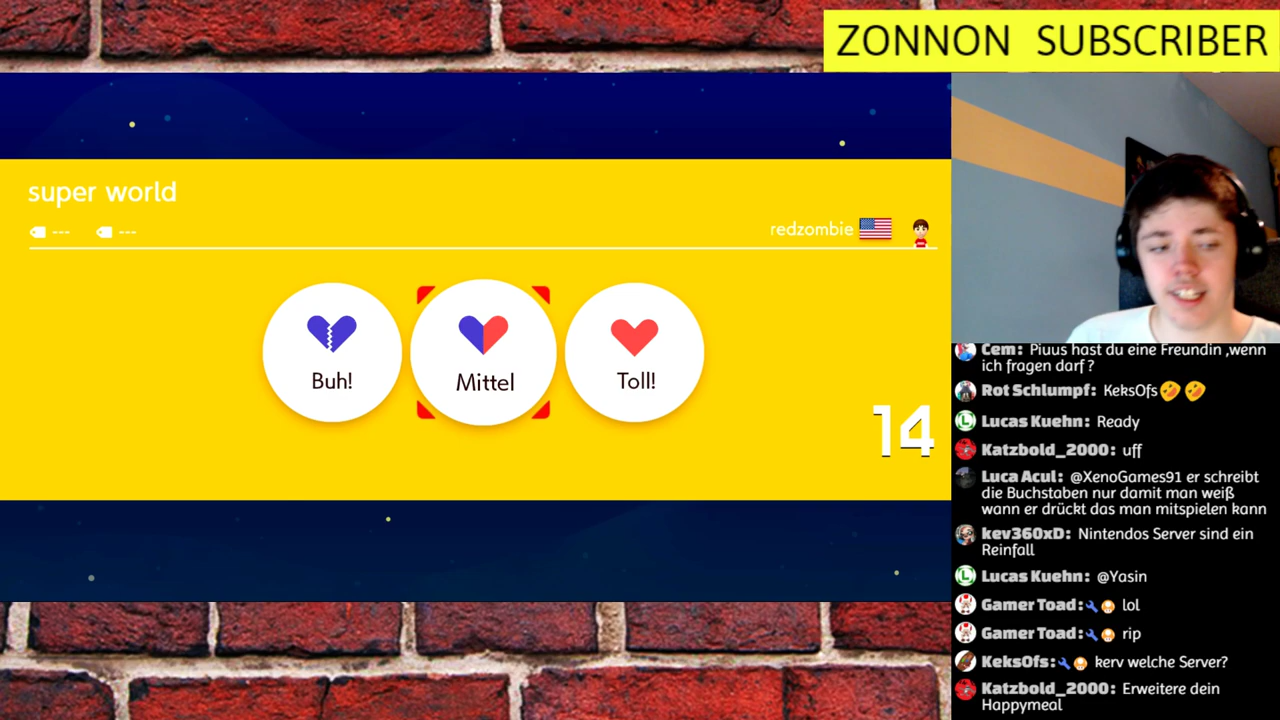 ZONNON SUBSCRIBER
super world
--- ---
redzombie
Buh!
Mittel
Toll!
14
Cem: Piuus hast du eine Freundin ,wenn
ich fragen darf?
Rot Schlumpf: KeksOfs🤣🤣
Lucas Kuehn: Ready
Katzbold_2000: uff
Luca Acul: @XenoGames91 er schreibt
die Buchstaben nur damit man weiß
wann er drückt das man mitspielen kann
kev360xD: Nintendos Server sind ein
Reinfall
Lucas Kuehn: @Yasin
Gamer Toad: lol
Gamer Toad: rip
KeksOfs: kerv welche Server?
Katzbold_2000: Erweitere dein
Happymeal